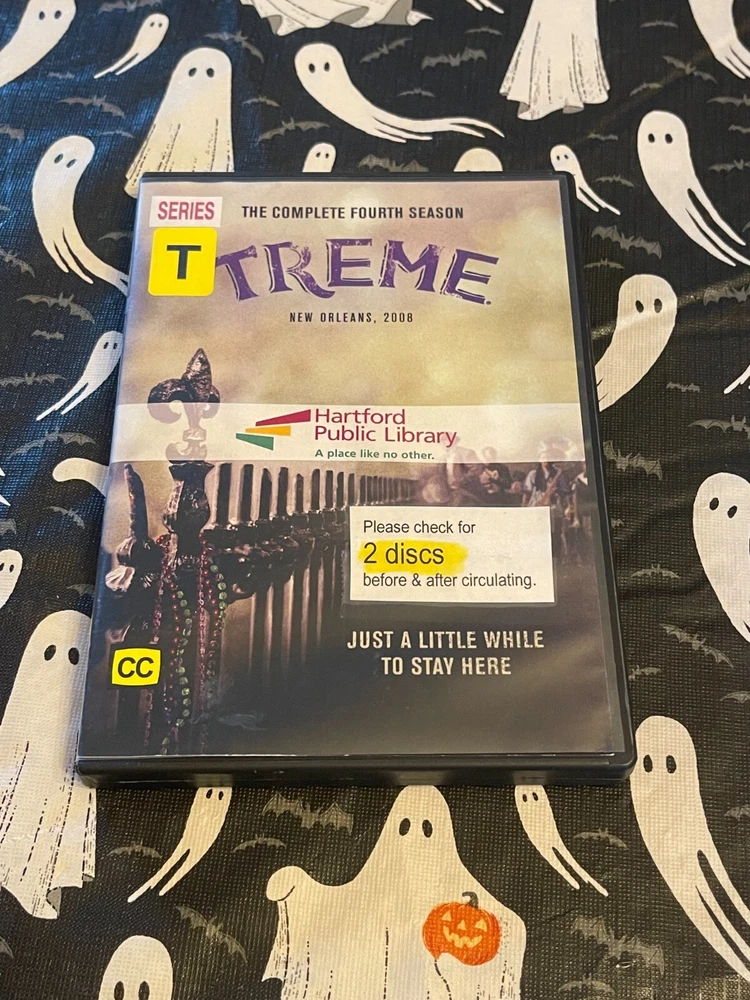 SERIES
THE COMPLETE FOURTH SEASON
T
TREME
NEW ORLEANS, 2008
Hartford
Public Library
A place like no other.
Please check for
2 discs
before & after circulating.
JUST A LITTLE WHILE
TO STAY HERE
CC